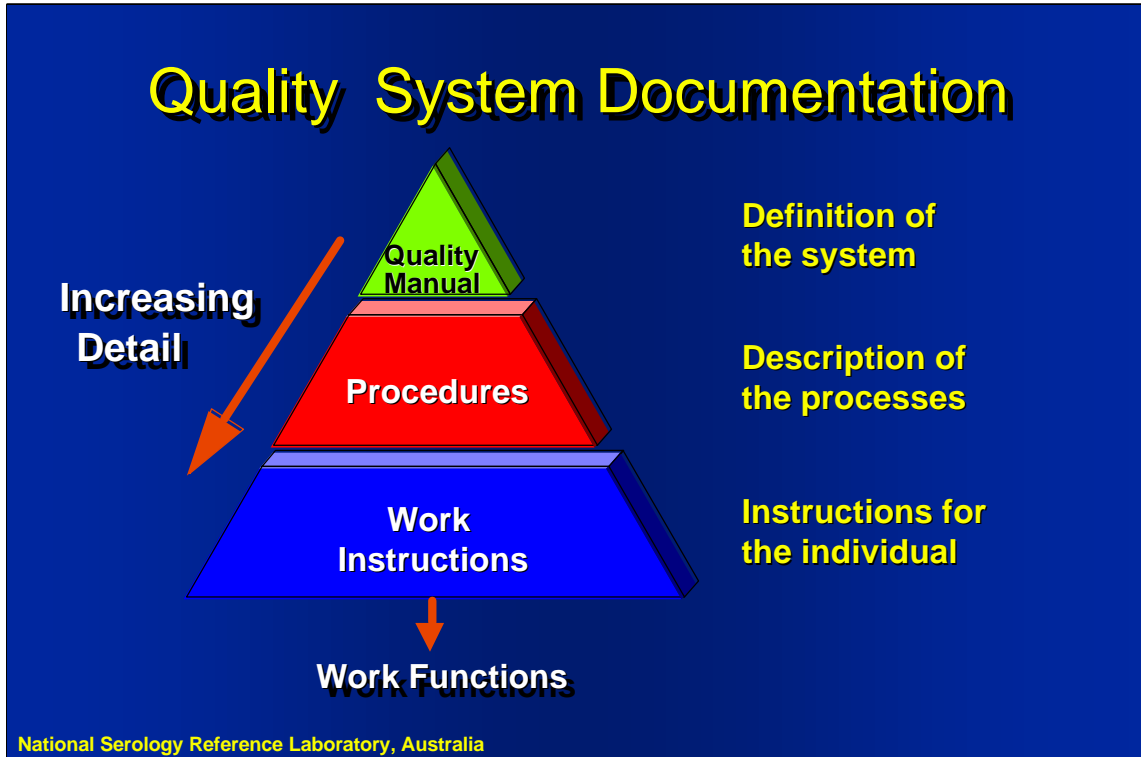 Quality System Documentation
Quality
Manual
Definition of
the system
Increasing
Detail
Procedures
Description of
the processes
Work
Instructions
Instructions for
the individual
Work Functions
National Serology Reference Laboratory, Australia